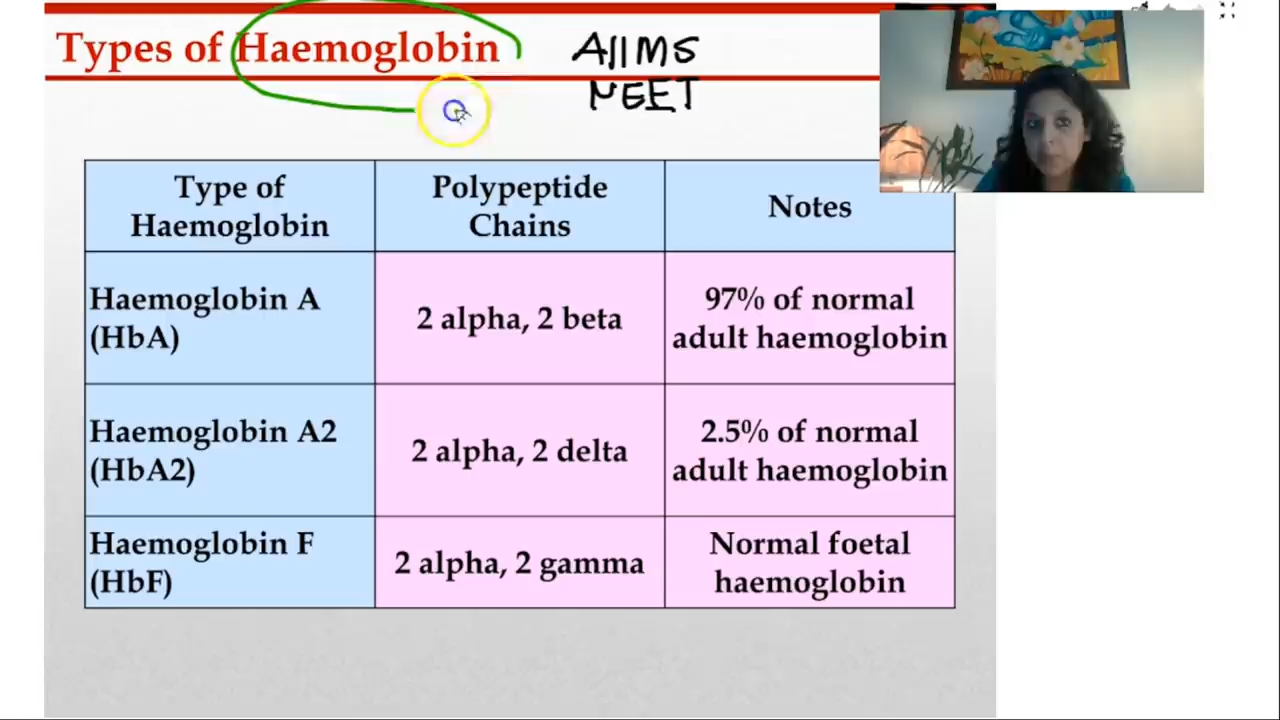 Types of Haemoglobin
AIIMS
NEET
Type of
Haemoglobin
Polypeptide
Chains
Notes
Haemoglobin A
(HbA)
2 alpha, 2 beta
97% of normal
adult haemoglobin
Haemoglobin A2
(HbA2)
2 alpha, 2 delta
2.5% of normal
adult haemoglobin
Haemoglobin F
(HbF)
2 alpha, 2 gamma
Normal foetal
haemoglobin